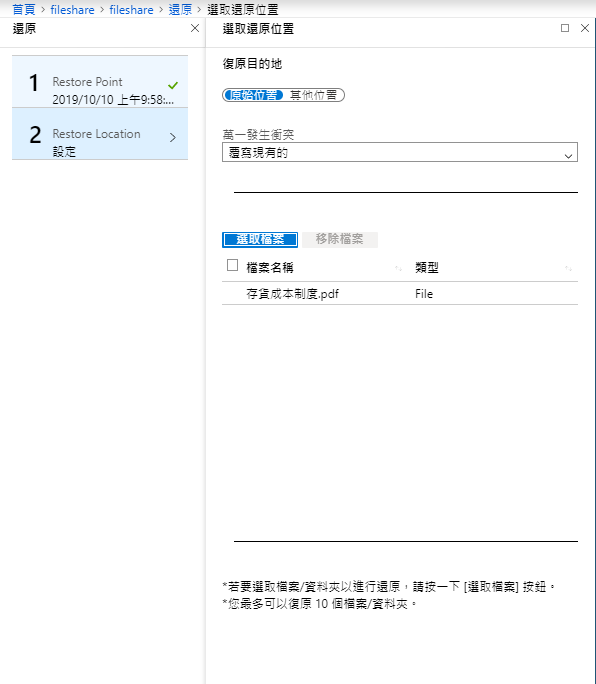 首頁 > fileshare > fileshare > 還原 > 選取還原位置
還原
1 Restore Point
2019/10/10 上午9:58:...
2 Restore Location
設定
選取還原位置
復原目的地
原始位置 其他位置
萬一發生衝突
覆寫現有的
選取檔案 移除檔案
檔案名稱 類型
存貨成本制度.pdf File
*若要選取檔案/資料夾以進行還原，請按一下 [選取檔案] 按鈕。
*您最多可以復原 10 個檔案/資料夾。